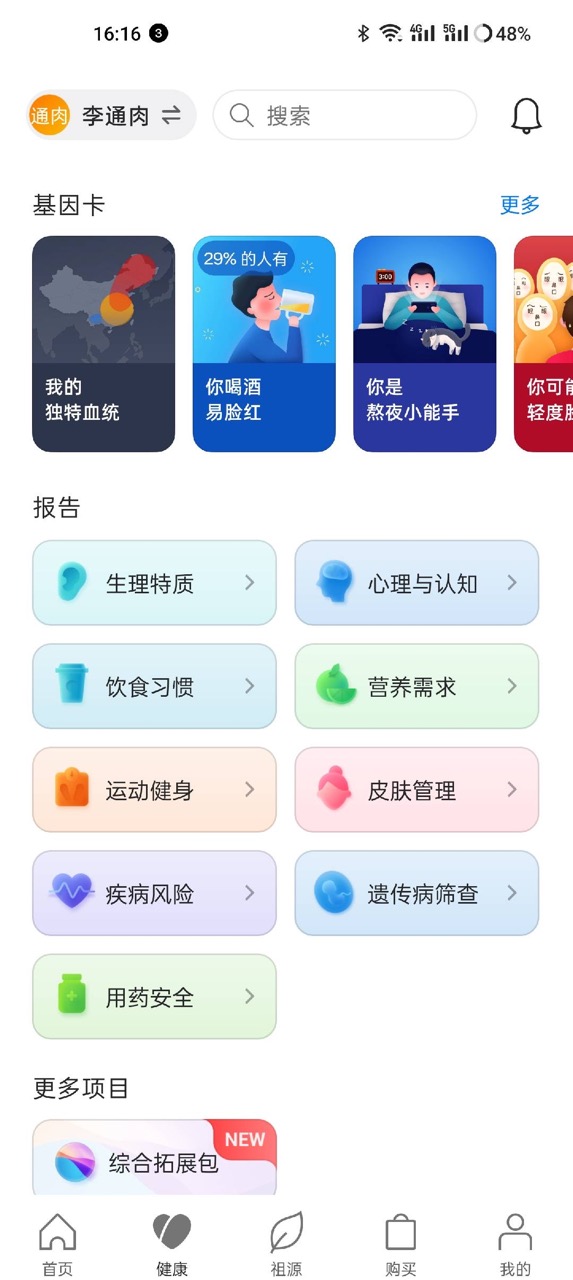 16:16 3 4G 5G 48%
通肉 李通肉 搜索
基因卡 更多
29% 的人有
3:00
我的
独特血统
你喝酒
易脸红
你是
熬夜小能手
你可能
轻度脸
报告
生理特质 心理与认知
饮食习惯 营养需求
运动健身 皮肤管理
疾病风险 遗传病筛查
用药安全
更多项目
NEW
综合拓展包
首页 健康 祖源 购买 我的